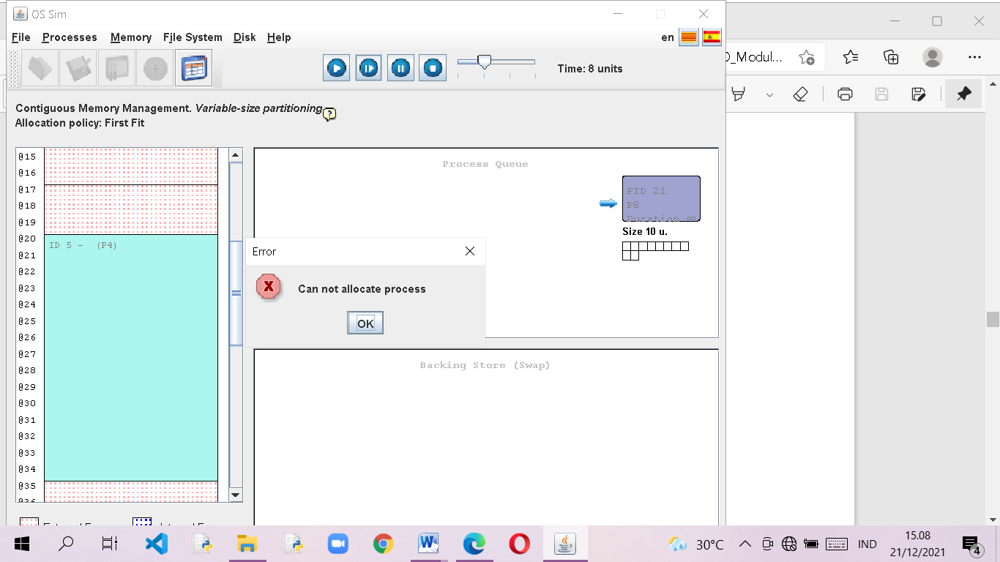 OS Sim
File Processes Memory File System Disk Help
en
Time: 8 units
Contiguous Memory Management. Variable-size partitioning
Allocation policy: First Fit
@15
@16
@17
@18
@19
@20
@21
@22
@23
@24
@25
@26
@27
@28
@29
@30
@31
@32
@33
@34
@35
ID 5 - (P4)
Process Queue
PID 21
P8
Duration ∞
Size 10 u.
Error
X
Can not allocate process
OK
Backing Store (Swap)
D_Modul...
30°C
IND
15.08
21/12/2021
4